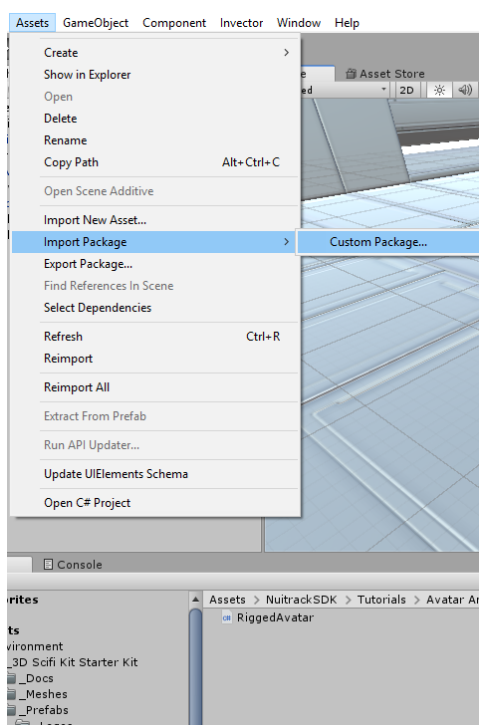 Assets GameObject Component Invector Window Help
Create >
Show in Explorer
Open
Delete
Rename
Copy Path Alt+Ctrl+C
Open Scene Additive
Import New Asset...
Import Package >
Custom Package...
Export Package...
Find References In Scene
Select Dependencies
Refresh Ctrl+R
Reimport
Reimport All
Extract From Prefab
Run API Updater...
Update UIElements Schema
Open C# Project
Asset Store
2D
Console
Assets > NuitrackSDK > Tutorials > Avatar
RiggedAvatar
_3D Scifi Kit Starter Kit
_Docs
_Meshes
_Prefabs